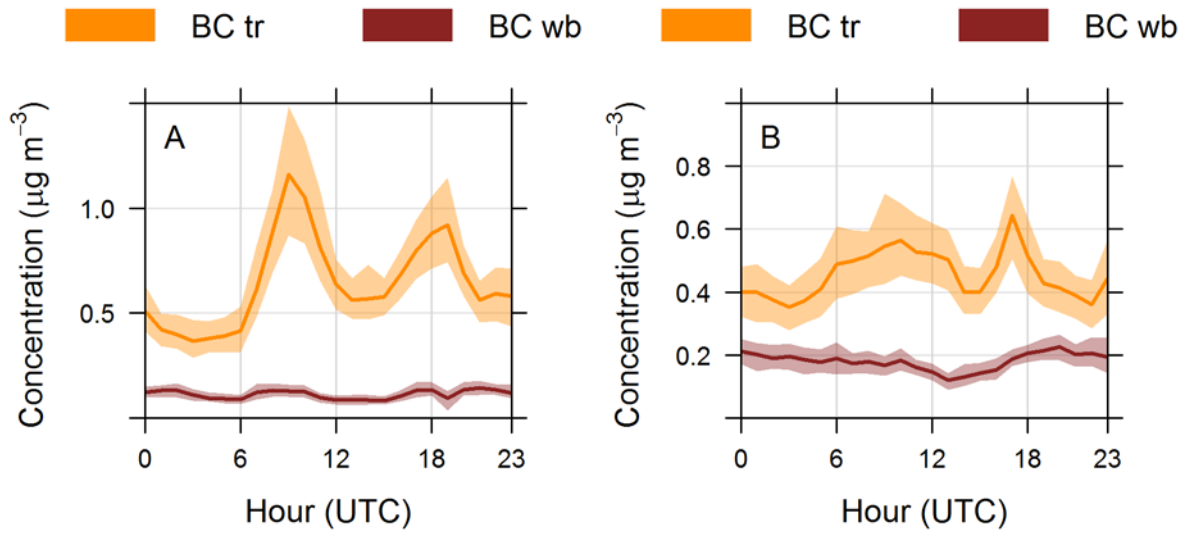 BC tr BC wb BC tr BC wb
A
Concentration (µg m⁻³)
1.0
0.5
0 6 12 18 23
Hour (UTC)
B
Concentration (µg m⁻³)
0.8
0.6
0.4
0.2
0 6 12 18 23
Hour (UTC)